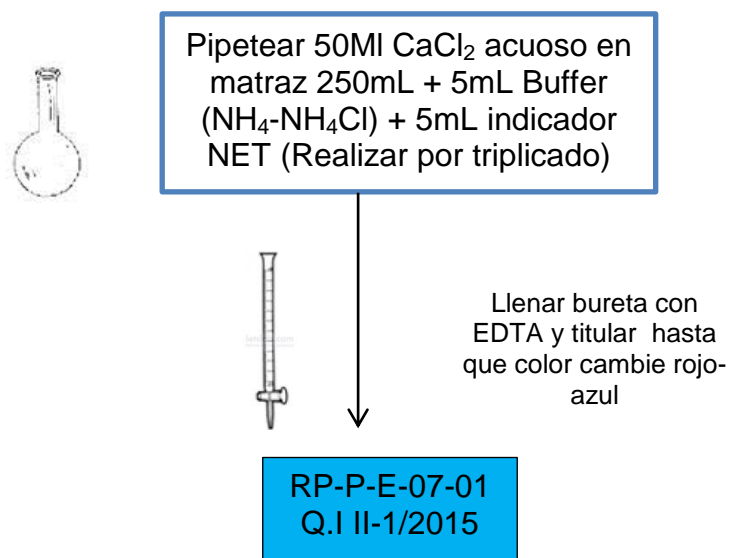 Pipetear 50Ml CaCl₂ acuoso en
matraz 250mL + 5mL Buffer
(NH₄-NH₄Cl) + 5mL indicador
NET (Realizar por triplicado)
Llenar bureta con
EDTA y titular hasta
que color cambie rojo-
azul
RP-P-E-07-01
Q.I II-1/2015